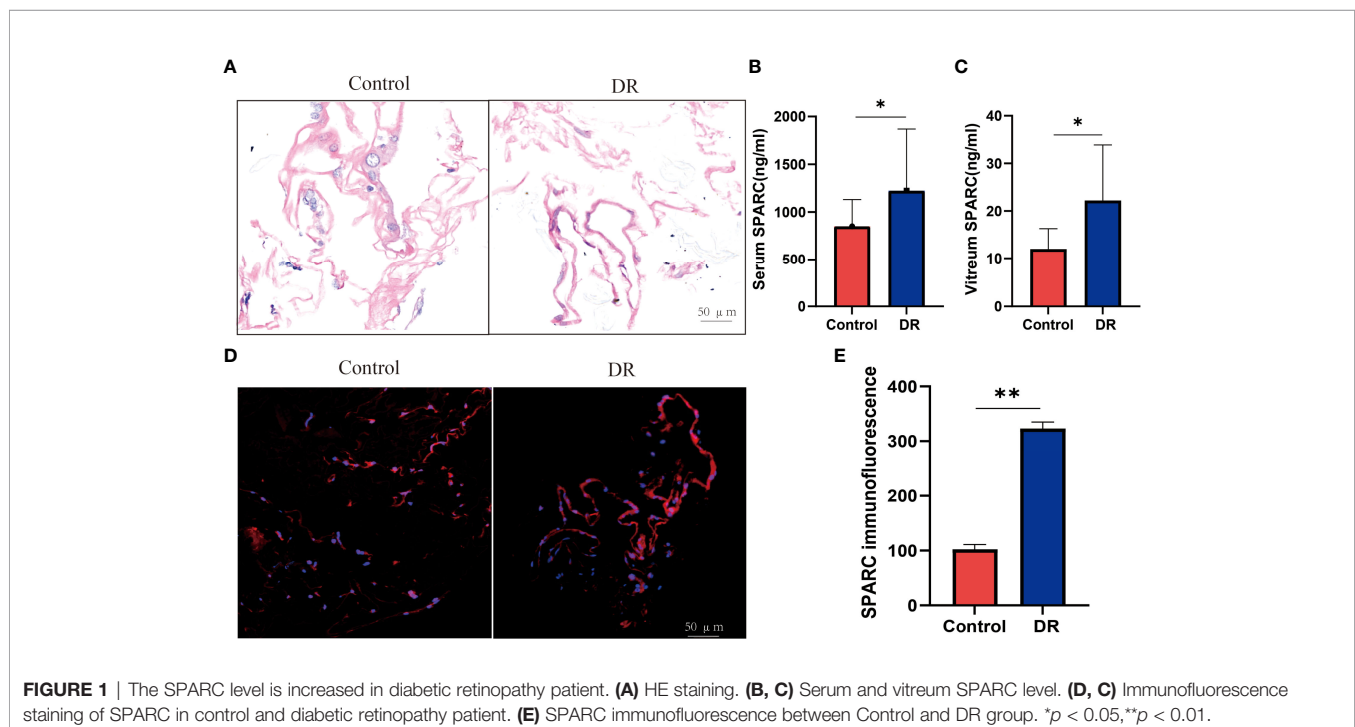 A
Control
DR
50 μm
B
Serum SPARC(ng/ml)
2000
1500
1000
500
0
*
Control
DR
C
Vitreum SPARC(ng/ml)
40
30
20
10
0
*
Control
DR
D
Control
DR
50 μm
E
SPARC immunofluorescence
400
300
200
100
0
**
Control
DR
FIGURE 1 | The SPARC level is increased in diabetic retinopathy patient. (A) HE staining. (B, C) Serum and vitreum SPARC level. (D, C) Immunofluorescence
staining of SPARC in control and diabetic retinopathy patient. (E) SPARC immunofluorescence between Control and DR group. *p < 0.05,**p < 0.01.